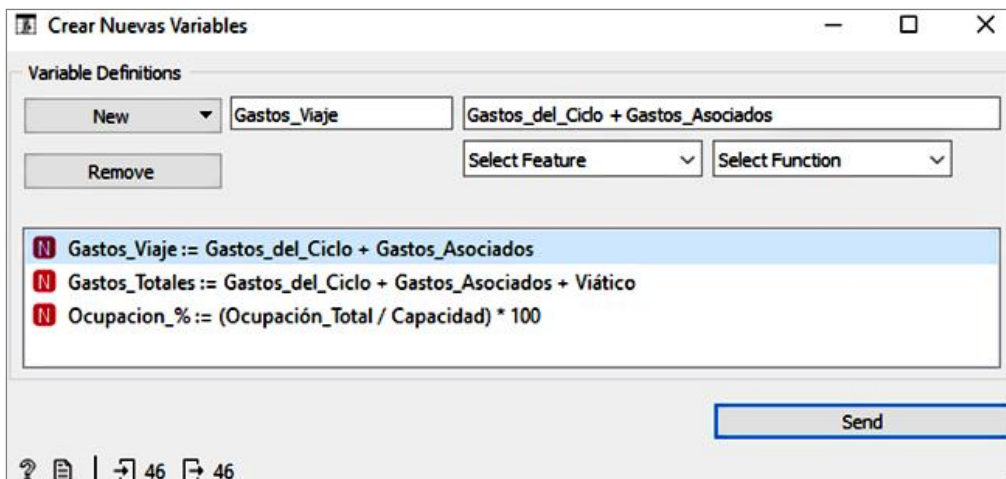 Crear Nuevas Variables
Variable Definitions
New Gastos_Viaje Gastos_del_Ciclo + Gastos_Asociados
Remove Select Feature Select Function
N Gastos_Viaje := Gastos_del_Ciclo + Gastos_Asociados
N Gastos_Totales := Gastos_del_Ciclo + Gastos_Asociados + Viático
N Ocupacion_% := (Ocupación_Total / Capacidad) * 100
Send
? 46 46